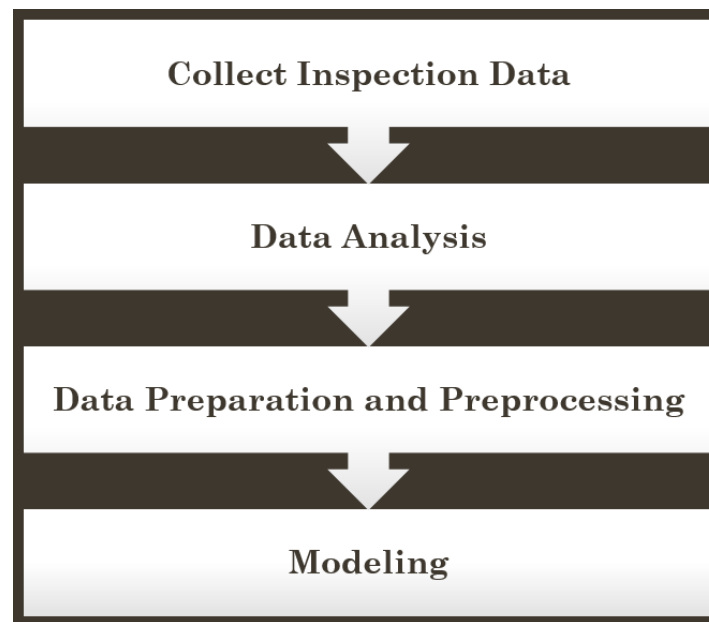 Collect Inspection Data
Data Analysis
Data Preparation and Preprocessing
Modeling